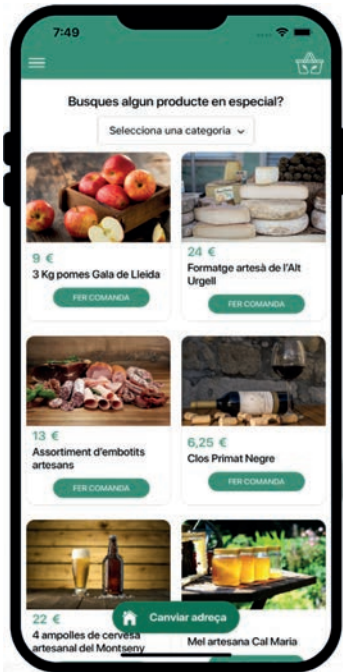 7:49
Busques algun producte en especial?
Selecciona una categoria
9 €
3 Kg pomes Gala de Lleida
FER COMANDA
24 €
Formatge artesà de l'Alt
Urgell
FER COMANDA
13 €
Assortiment d'embotits
artesans
FER COMANDA
6,25 €
Clos Primat Negre
FER COMANDA
22 €
4 ampolles de cervesa
artesanal del Montseny
Mel artesana Cal Maria
Canviar adreça